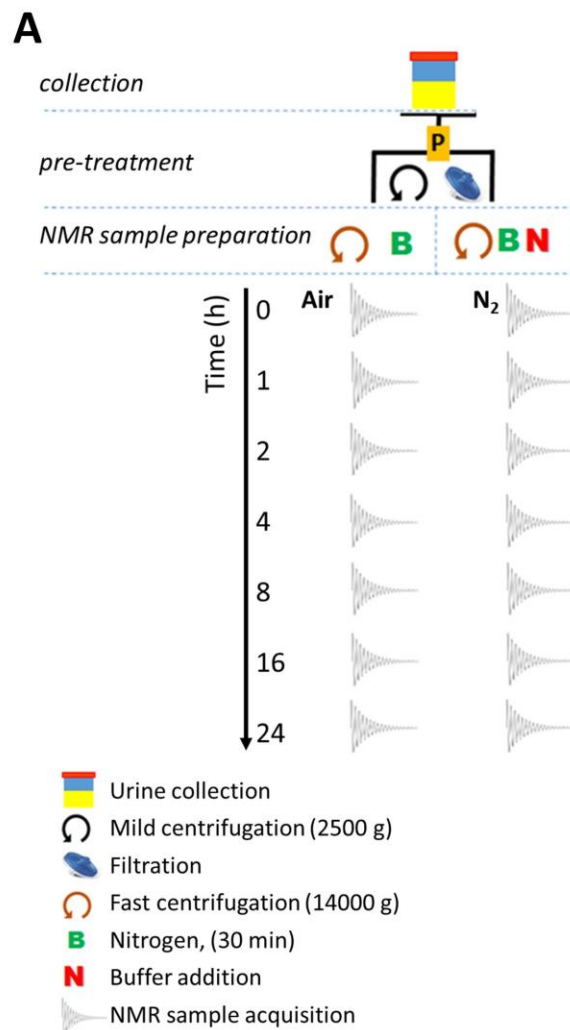 A
collection
P
pre-treatment
NMR sample preparation
B
B N
Time (h)
Air
N₂
0
1
2
4
8
16
24
Urine collection
Mild centrifugation (2500 g)
Filtration
Fast centrifugation (14000 g)
B Nitrogen, (30 min)
N Buffer addition
NMR sample acquisition